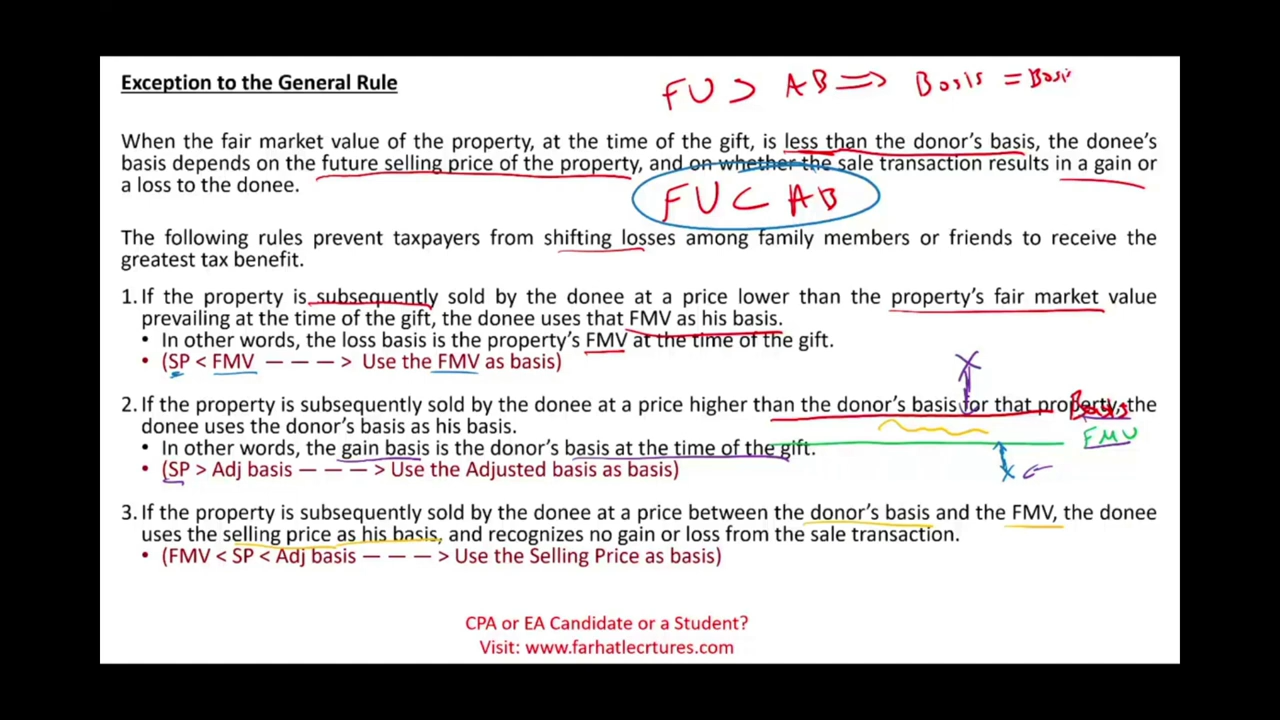 Exception to the General Rule
FV > AB ⟹ Basis = Basi
When the fair market value of the property, at the time of the gift, is less than the donor’s basis, the donee’s
basis depends on the future selling price of the property, and on whether the sale transaction results in a gain or
a loss to the donee.
FV < AB
The following rules prevent taxpayers from shifting losses among family members or friends to receive the
greatest tax benefit.
1. If the property is subsequently sold by the donee at a price lower than the property’s fair market value
prevailing at the time of the gift, the donee uses that FMV as his basis.
• In other words, the loss basis is the property’s FMV at the time of the gift.
• (SP < FMV — — — > Use the FMV as basis)
2. If the property is subsequently sold by the donee at a price higher than the donor’s basis for that property, the
Basis
donee uses the donor’s basis as his basis.
FMV
• In other words, the gain basis is the donor’s basis at the time of the gift.
• (SP > Adj basis — — — > Use the Adjusted basis as basis)
3. If the property is subsequently sold by the donee at a price between the donor’s basis and the FMV, the donee
uses the selling price as his basis, and recognizes no gain or loss from the sale transaction.
• (FMV < SP < Adj basis — — — > Use the Selling Price as basis)
CPA or EA Candidate or a Student?
Visit: www.farhatlecrtures.com